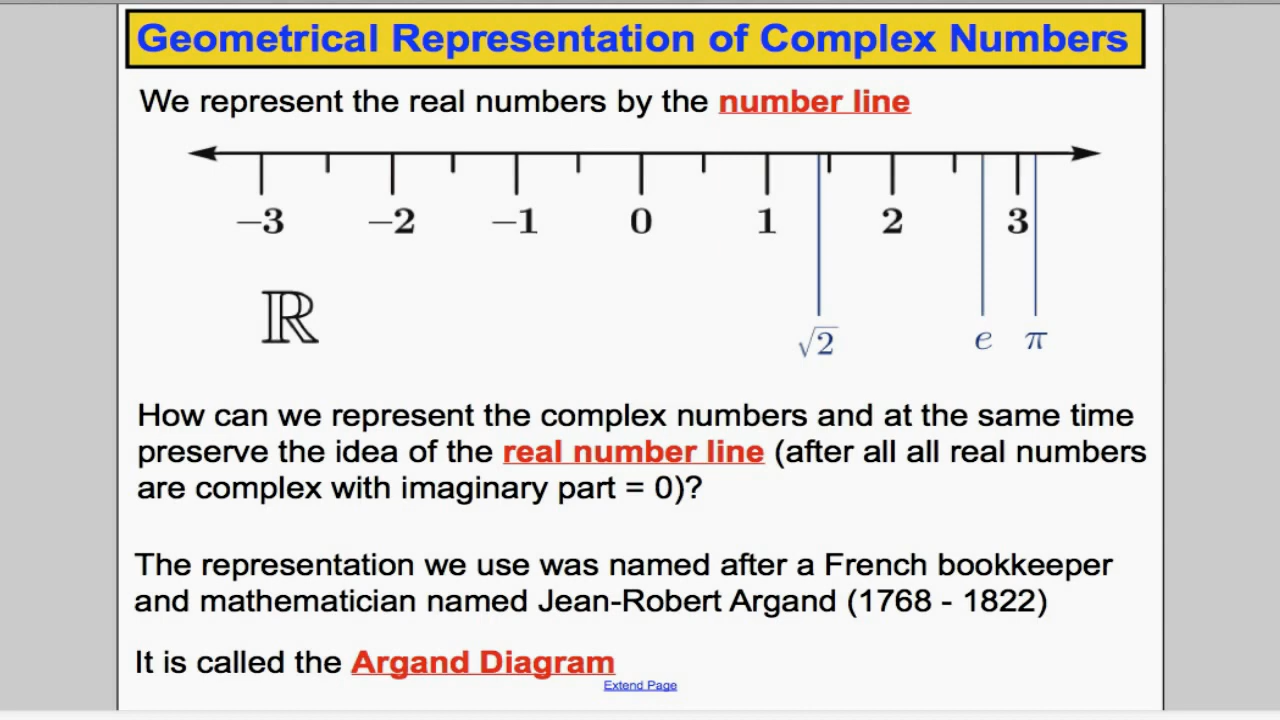 Geometrical Representation of Complex Numbers
We represent the real numbers by the number line
−3 −2 −1 0 1 2 3
ℝ
√2 e π
How can we represent the complex numbers and at the same time
preserve the idea of the real number line (after all all real numbers
are complex with imaginary part = 0)?
The representation we use was named after a French bookkeeper
and mathematician named Jean-Robert Argand (1768 - 1822)
It is called the Argand Diagram
Extend Page